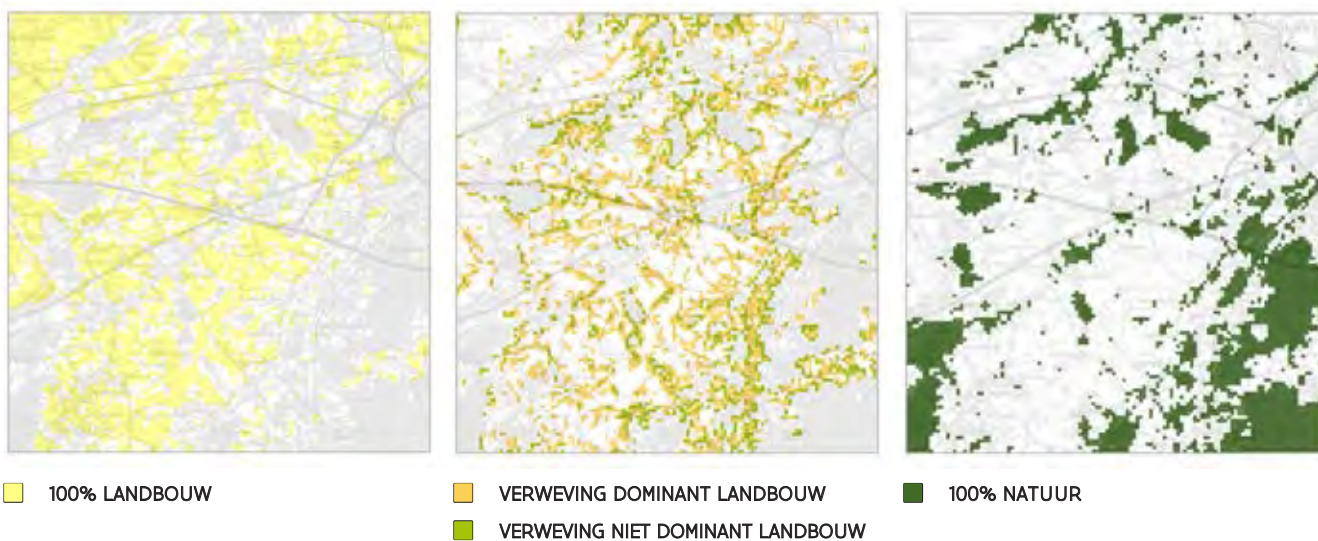 100% LANDBOUW
VERWEVING DOMINANT LANDBOUW
VERWEVING NIET DOMINANT LANDBOUW
100% NATUUR